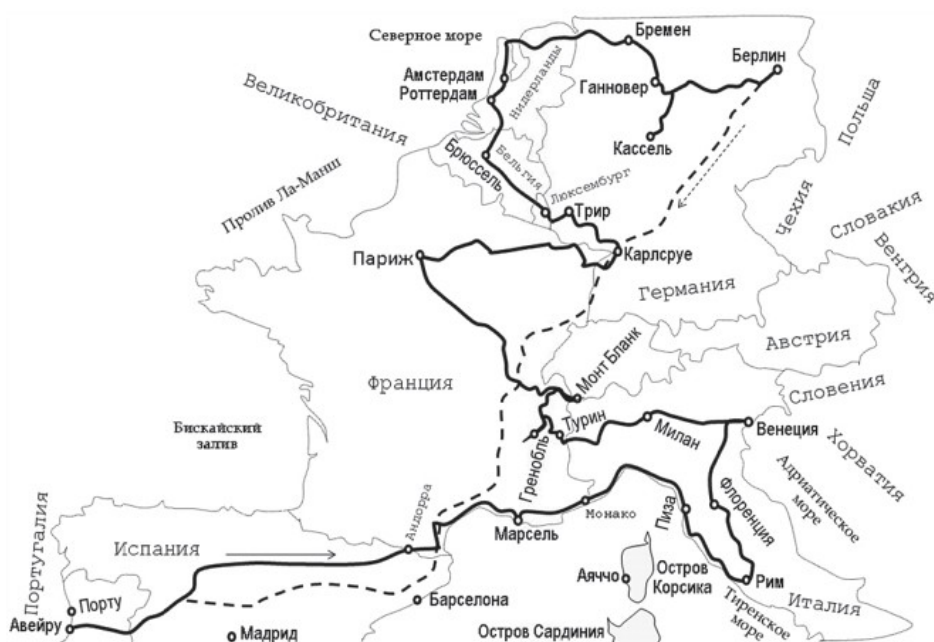 Северное море
Бремен
Берлин
Амстердам
Роттердам
Нидерланды
Ганновер
Великобритания
Польша
Кассель
Брюссель
Бельгия
Люксембург
Пролив Ла-Манш
Трир
Чехия
Словакия
Венгрия
Париж
Карлсруе
Германия
Австрия
Монт Бланк
Франция
Словения
Бискайский
залив
Турин
Милан
Венеция
Гренобль
Хорватия
Адриатическое
море
Флоренция
Андорра
Португалия
Испания
Марсель
Монако
Пиза
Порту
Авейру
Барселона
Аяччо
Остров
Корсика
Рим
Италия
Тиренское
море
Мадрид
Остров Сардиния